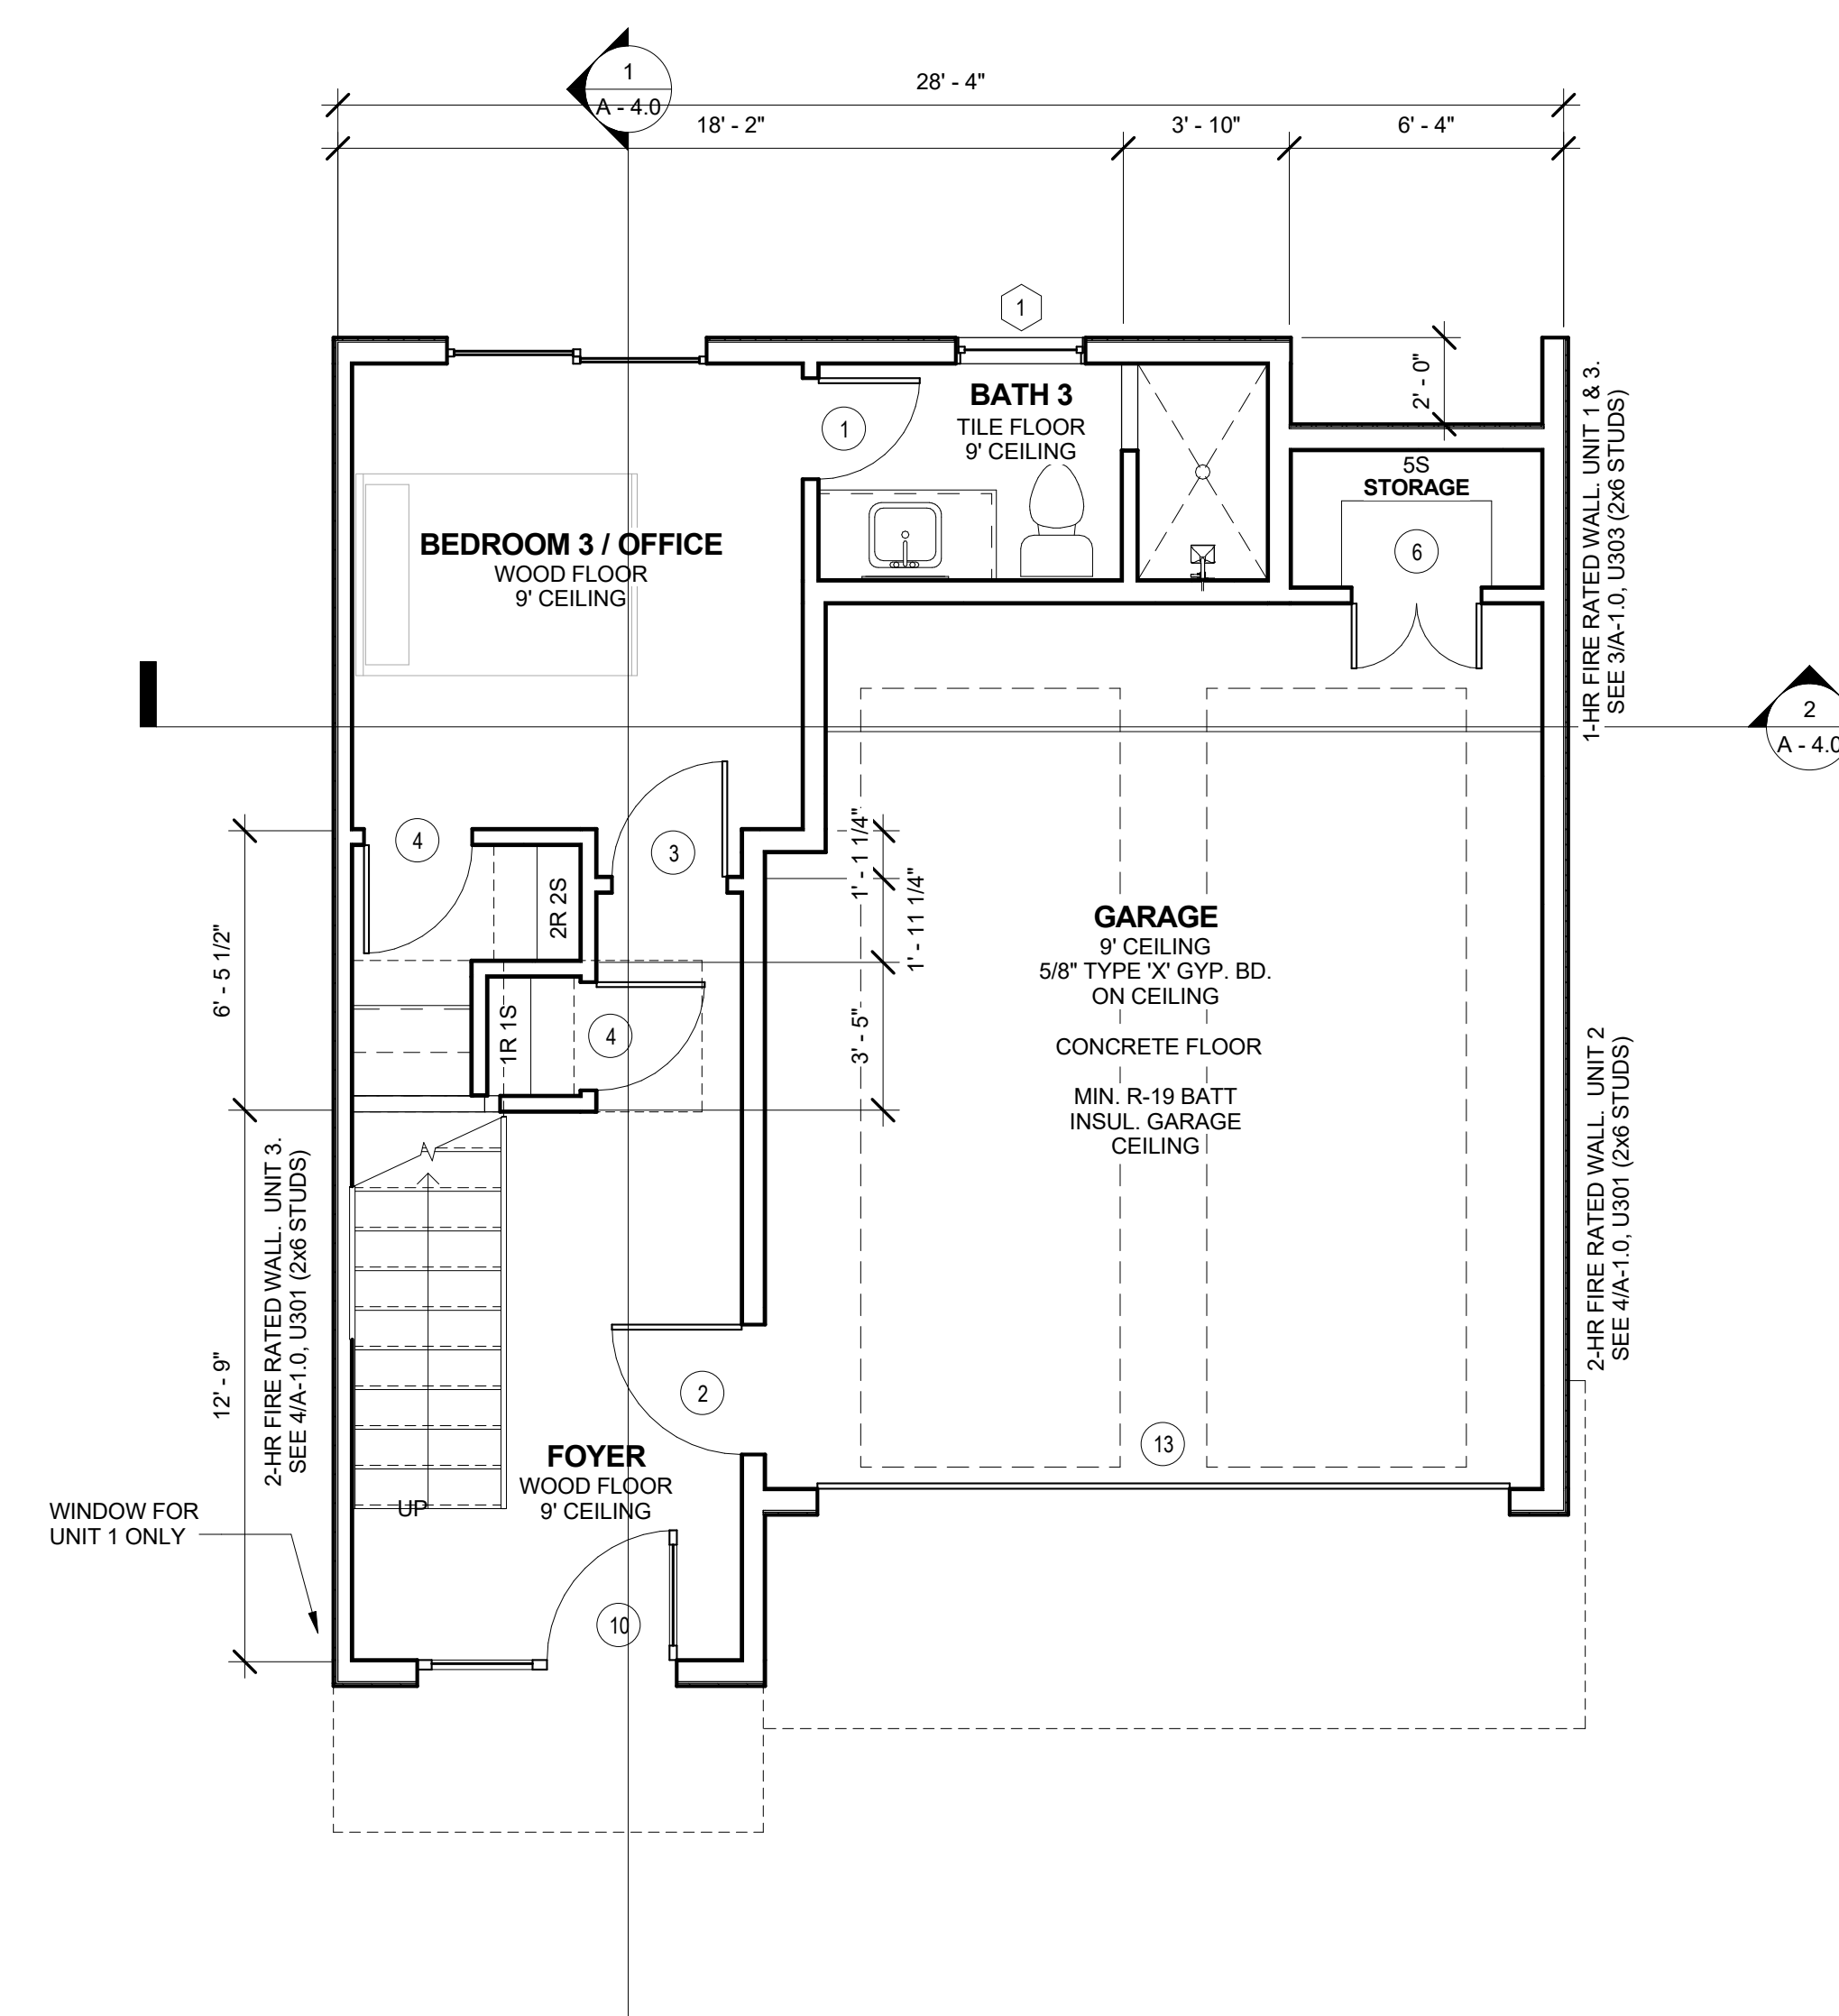 1
A - 4.0
28' - 4"
18' - 2"
3' - 10"
6' - 4"
1
2' - 0"
BATH 3
TILE FLOOR
9' CEILING
1
5S
STORAGE
6
1-HR FIRE RATED WALL. UNIT 1 & 3.
SEE 3/A-1.0, U303 (2x6 STUDS)
BEDROOM 3 / OFFICE
WOOD FLOOR
9' CEILING
2
A - 4.0
4
3
1' - 1 1/4"
2R 2S
6' - 5 1/2"
1' - 11 1/4"
GARAGE
9' CEILING
5/8" TYPE 'X' GYP. BD.
ON CEILING
CONCRETE FLOOR
MIN. R-19 BATT
INSUL. GARAGE
CEILING
1R 1S
4
3' - 5"
2-HR FIRE RATED WALL. UNIT 2
SEE 4/A-1.0, U301 (2x6 STUDS)
2-HR FIRE RATED WALL. UNIT 3.
SEE 4/A-1.0, U301 (2x6 STUDS)
12' - 9"
2
13
FOYER
WOOD FLOOR
9' CEILING
UP
WINDOW FOR
UNIT 1 ONLY
10